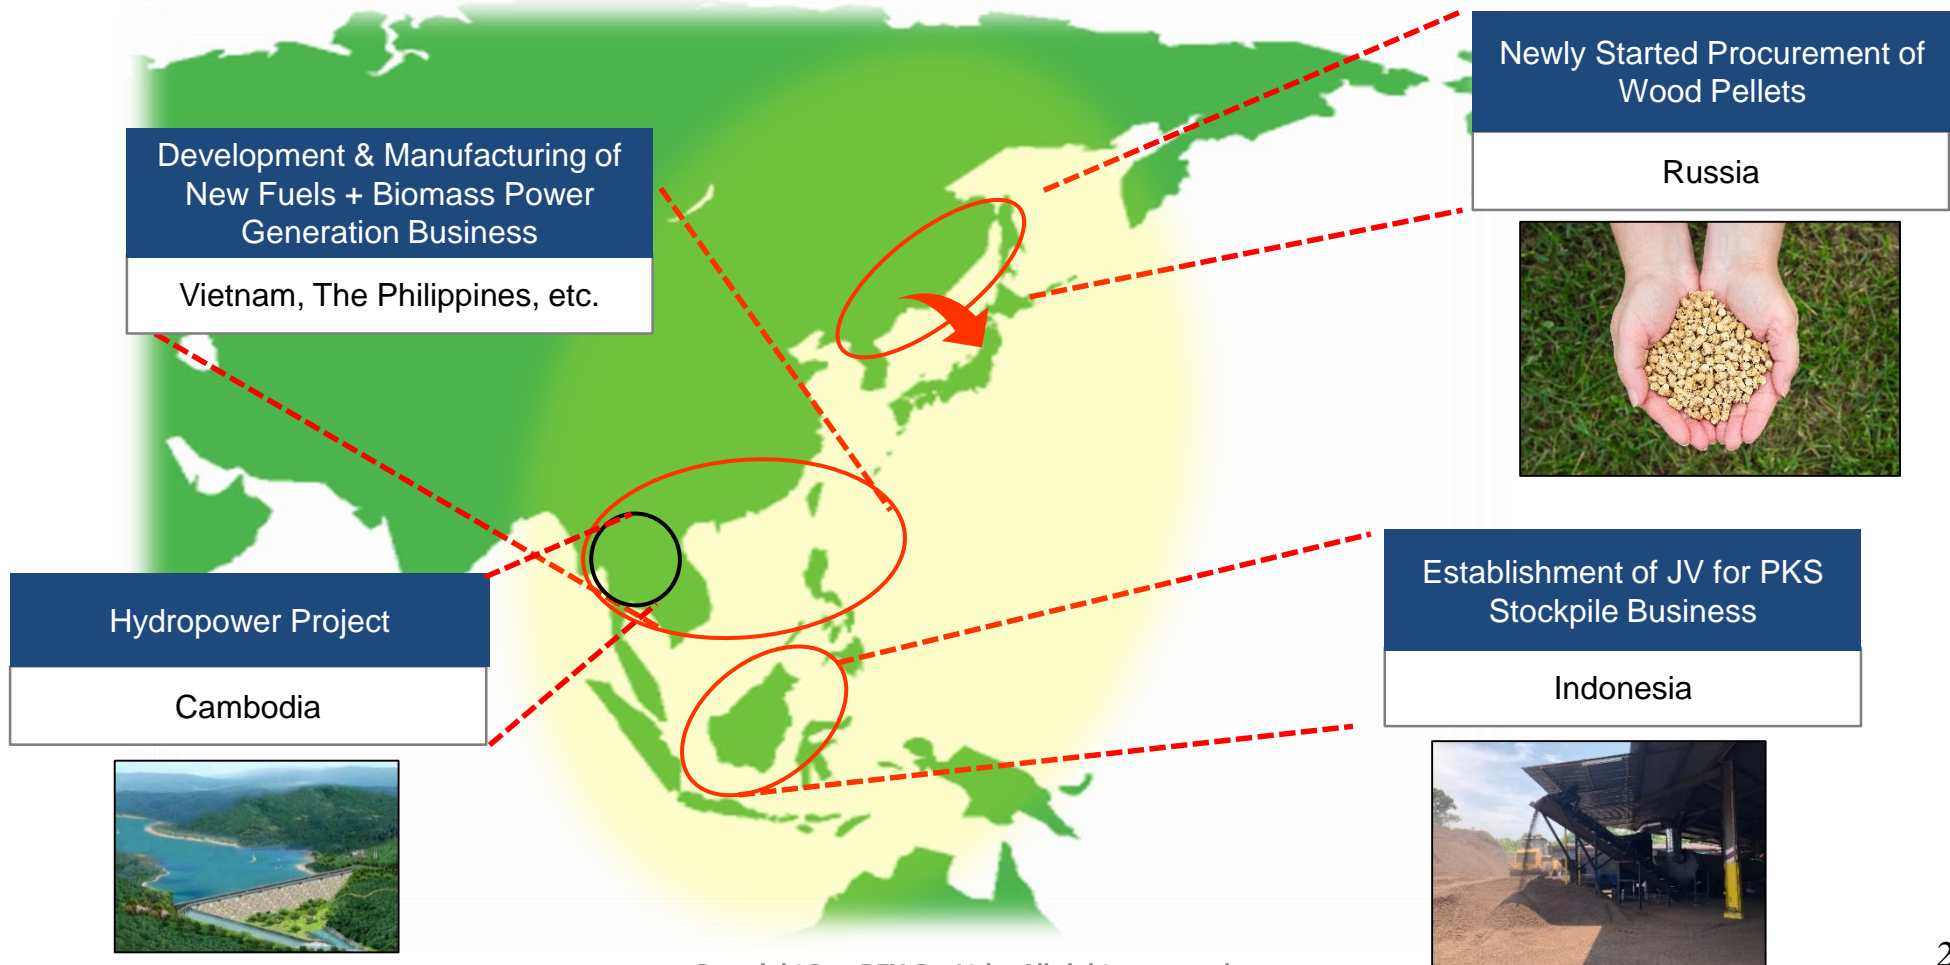 Newly Started Procurement of
Wood Pellets
Russia
Development & Manufacturing of
New Fuels + Biomass Power
Generation Business
Vietnam, The Philippines, etc.
Hydropower Project
Cambodia
Establishment of JV for PKS
Stockpile Business
Indonesia
2